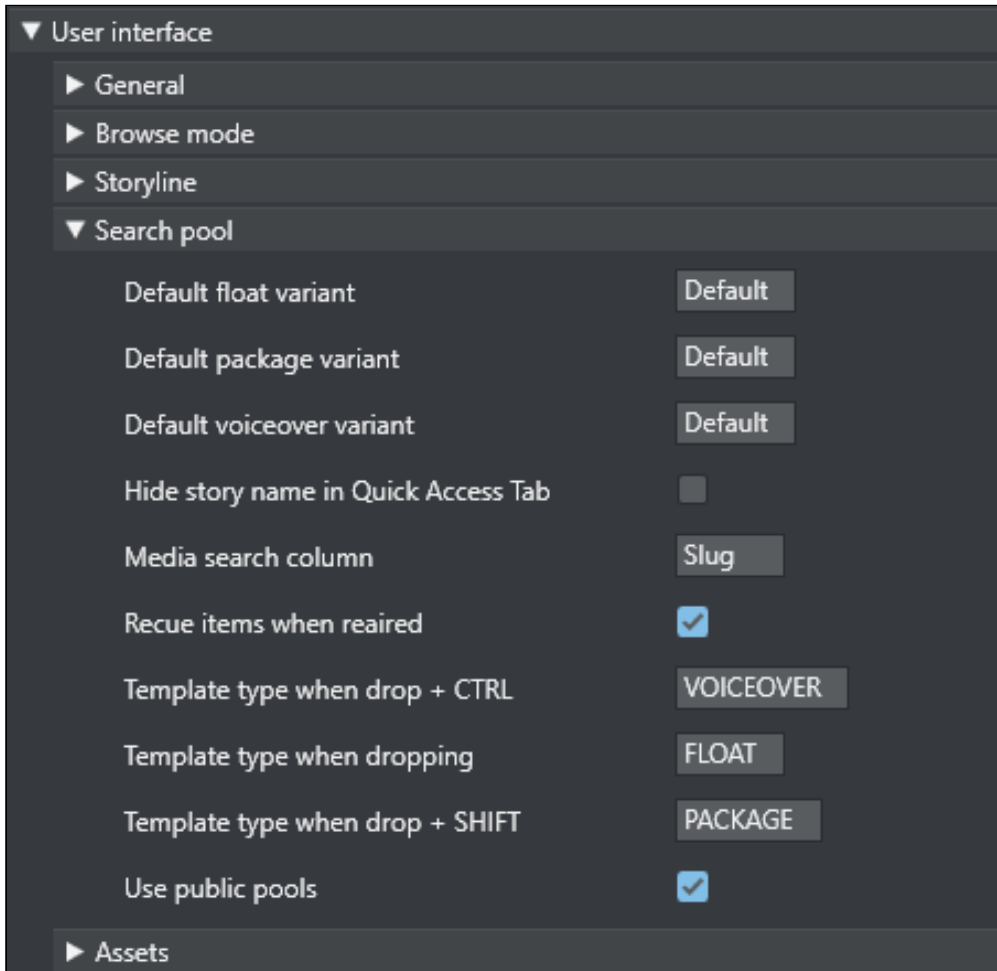 User interface
General
Browse mode
Storyline
Search pool
Default float variant Default
Default package variant Default
Default voiceover variant Default
Hide story name in Quick Access Tab
Media search column Slug
Recue items when reaired
Template type when drop + CTRL VOICEOVER
Template type when dropping FLOAT
Template type when drop + SHIFT PACKAGE
Use public pools
Assets